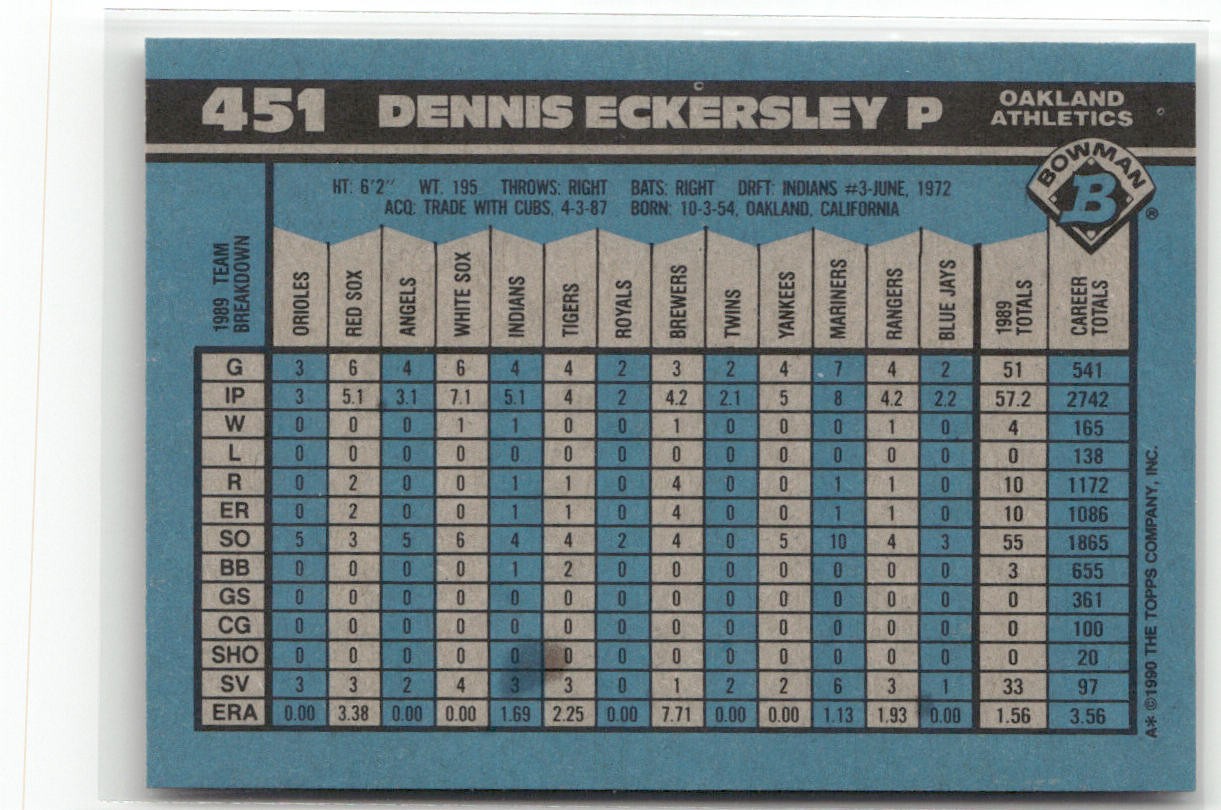 451 DENNIS ECKERSLEY P OAKLAND ATHLETICS
BOWMAN
B
®
HT: 6'2" WT. 195 THROWS: RIGHT BATS: RIGHT DRFT: INDIANS #3-JUNE, 1972
ACQ: TRADE WITH CUBS, 4-3-87 BORN: 10-3-54, OAKLAND, CALIFORNIA
1989 TEAM BREAKDOWN ORIOLES RED SOX ANGELS WHITE SOX INDIANS TIGERS ROYALS BREWERS TWINS YANKEES MARINERS RANGERS BLUE JAYS 1989 TOTALS CAREER TOTALS
G 3 6 4 6 4 4 2 3 2 4 7 4 2 51 541
IP 3 5.1 3.1 7.1 5.1 4 2 4.2 2.1 5 8 4.2 2.2 57.2 2742
W 0 0 0 1 1 0 0 1 0 0 0 1 0 4 165
L 0 0 0 0 0 0 0 0 0 0 0 0 0 0 138
R 0 2 0 0 1 1 0 4 0 0 1 1 0 10 1172
ER 0 2 0 0 1 1 0 4 0 0 1 1 0 10 1086
SO 5 3 5 6 4 4 2 4 0 5 10 4 3 55 1865
BB 0 0 0 0 1 2 0 0 0 0 0 0 0 3 655
GS 0 0 0 0 0 0 0 0 0 0 0 0 0 0 361
CG 0 0 0 0 0 0 0 0 0 0 0 0 0 0 100
SHO 0 0 0 0 0 0 0 0 0 0 0 0 0 0 20
SV 3 3 2 4 3 3 0 1 2 2 6 3 1 33 97
ERA 0.00 3.38 0.00 0.00 1.69 2.25 0.00 7.71 0.00 0.00 1.13 1.93 0.00 1.56 3.56
A* ©1990 THE TOPPS COMPANY, INC.